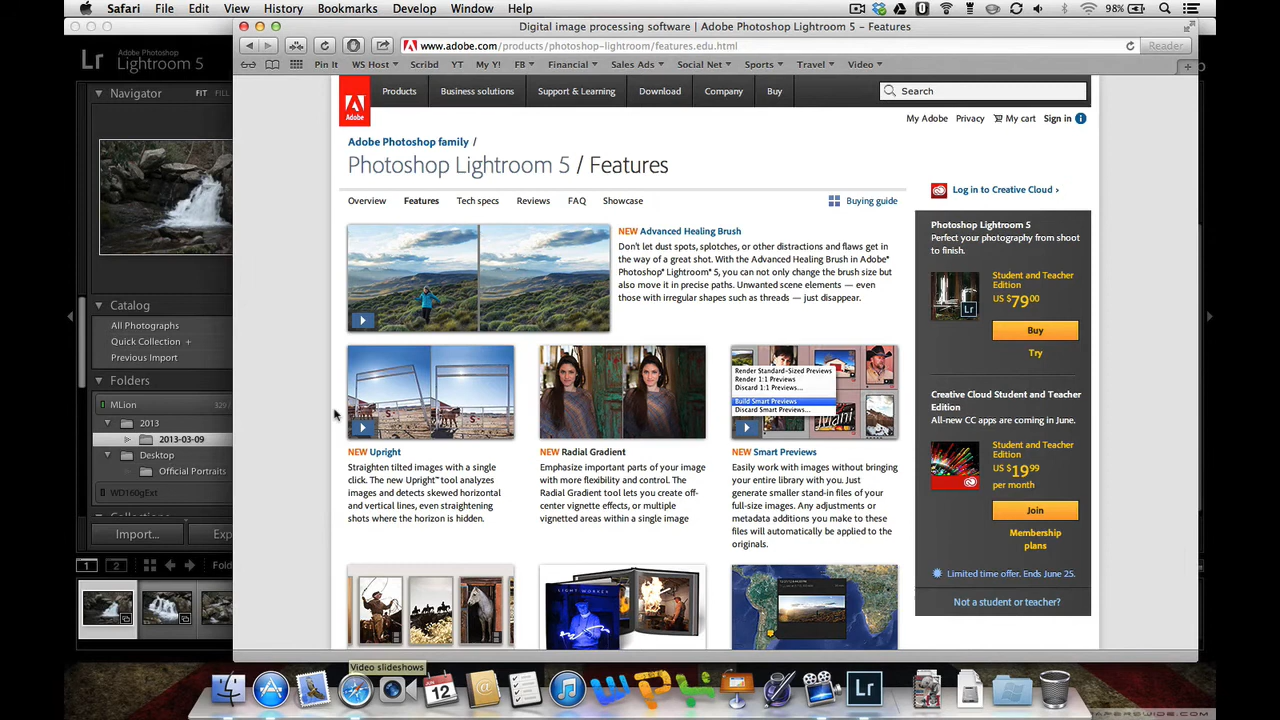 Safari File Edit View History Bookmarks Develop Window Help 98%
Digital image processing software | Adobe Photoshop Lightroom 5 – Features
www.adobe.com/products/photoshop-lightroom/features.edu.html Reader
Pin It WS Host Scribd YT My Y! FB Financial Sales Ads Social Net Sports Travel Video
Lr Adobe Photoshop
Lightroom 5
Navigator FIT FILL
Catalog
All Photographs
Quick Collection +
Previous Import
Folders
MLion 329 /
2013
2013-03-09
Desktop
Official Portraits
WD160gExt
Import... Exp
1 2 Fold
Adobe Products Business solutions Support & Learning Download Company Buy Search
My Adobe Privacy My cart Sign in
Adobe Photoshop family /
Photoshop Lightroom 5 / Features
Overview Features Tech specs Reviews FAQ Showcase Buying guide
NEW Advanced Healing Brush
Don't let dust spots, splotches, or other distractions and flaws get in
the way of a great shot. With the Advanced Healing Brush in Adobe®
Photoshop® Lightroom® 5, you can not only change the brush size but
also move it in precise paths. Unwanted scene elements — even
those with irregular shapes such as threads — just disappear.
Render Standard-Sized Previews
Render 1:1 Previews
Discard 1:1 Previews...
Build Smart Previews
Discard Smart Previews...
NEW Upright
Straighten tilted images with a single
click. The new Upright™ tool analyzes
images and detects skewed horizontal
and vertical lines, even straightening
shots where the horizon is hidden.
NEW Radial Gradient
Emphasize important parts of your image
with more flexibility and control. The
Radial Gradient tool lets you create off-
center vignette effects, or multiple
vignetted areas within a single image
NEW Smart Previews
Easily work with images without bringing
your entire library with you. Just
generate smaller stand-in files of your
full-size images. Any adjustments or
metadata additions you make to these
files will automatically be applied to the
originals.
LIGHT WORKER
Log in to Creative Cloud ›
Photoshop Lightroom 5
Perfect your photography from shoot
to finish.
Lr
Student and Teacher
Edition
US $79.00
Buy
Try
Creative Cloud Student and Teacher
Edition
All-new CC apps are coming in June.
Student and Teacher
Edition
US $19.99
per month
Join
Membership
plans
Limited time offer. Ends June 25.
Not a student or teacher?
Video slideshows
12
Lr